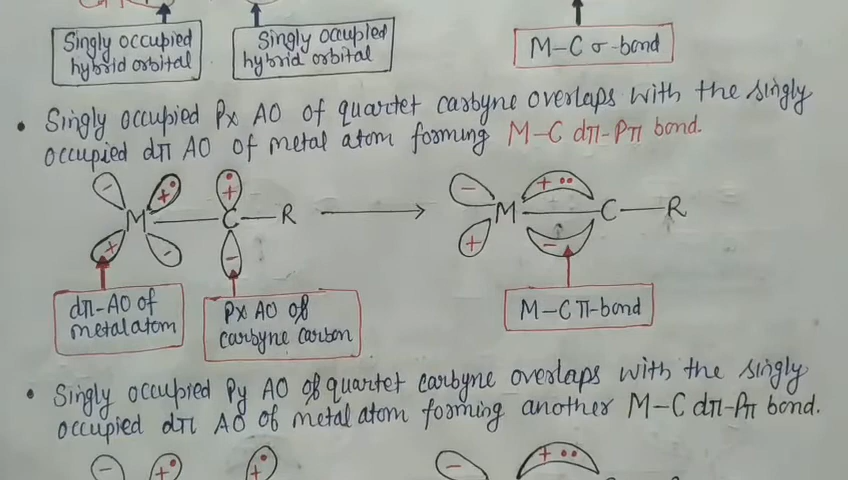 Singly occupied
hybrid orbital
Singly occupied
hybrid orbital
M-C σ-bond
• Singly occupied Px AO of quartet carbyne overlaps with the singly
occupied dπ AO of metal atom forming M-C dπ-Pπ bond.
- + •
M C R
+ - -
+ •
- + ••
M C R
+ -
dπ-AO of
metal atom
Px AO of
carbyne carbon
M-C π-bond
• Singly occupied Py AO of quartet carbyne overlaps with the singly
occupied dπ AO of metal atom forming another M-C dπ-Pπ bond.
- + • + • - + ••